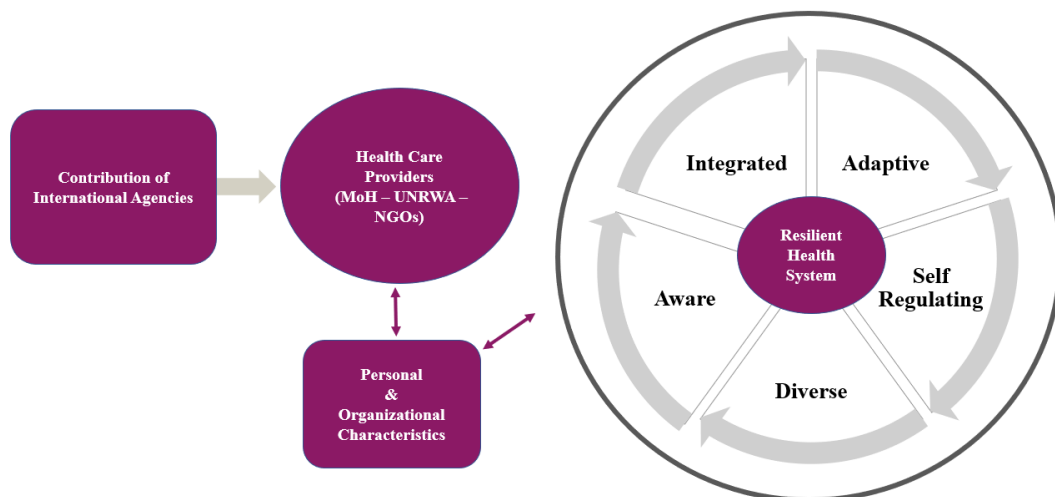 Contribution of
International Agencies
Health Care
Providers
(MoH – UNRWA –
NGOs)
Personal
&
Organizational
Characteristics
Integrated
Adaptive
Resilient
Health
System
Aware
Self
Regulating
Diverse